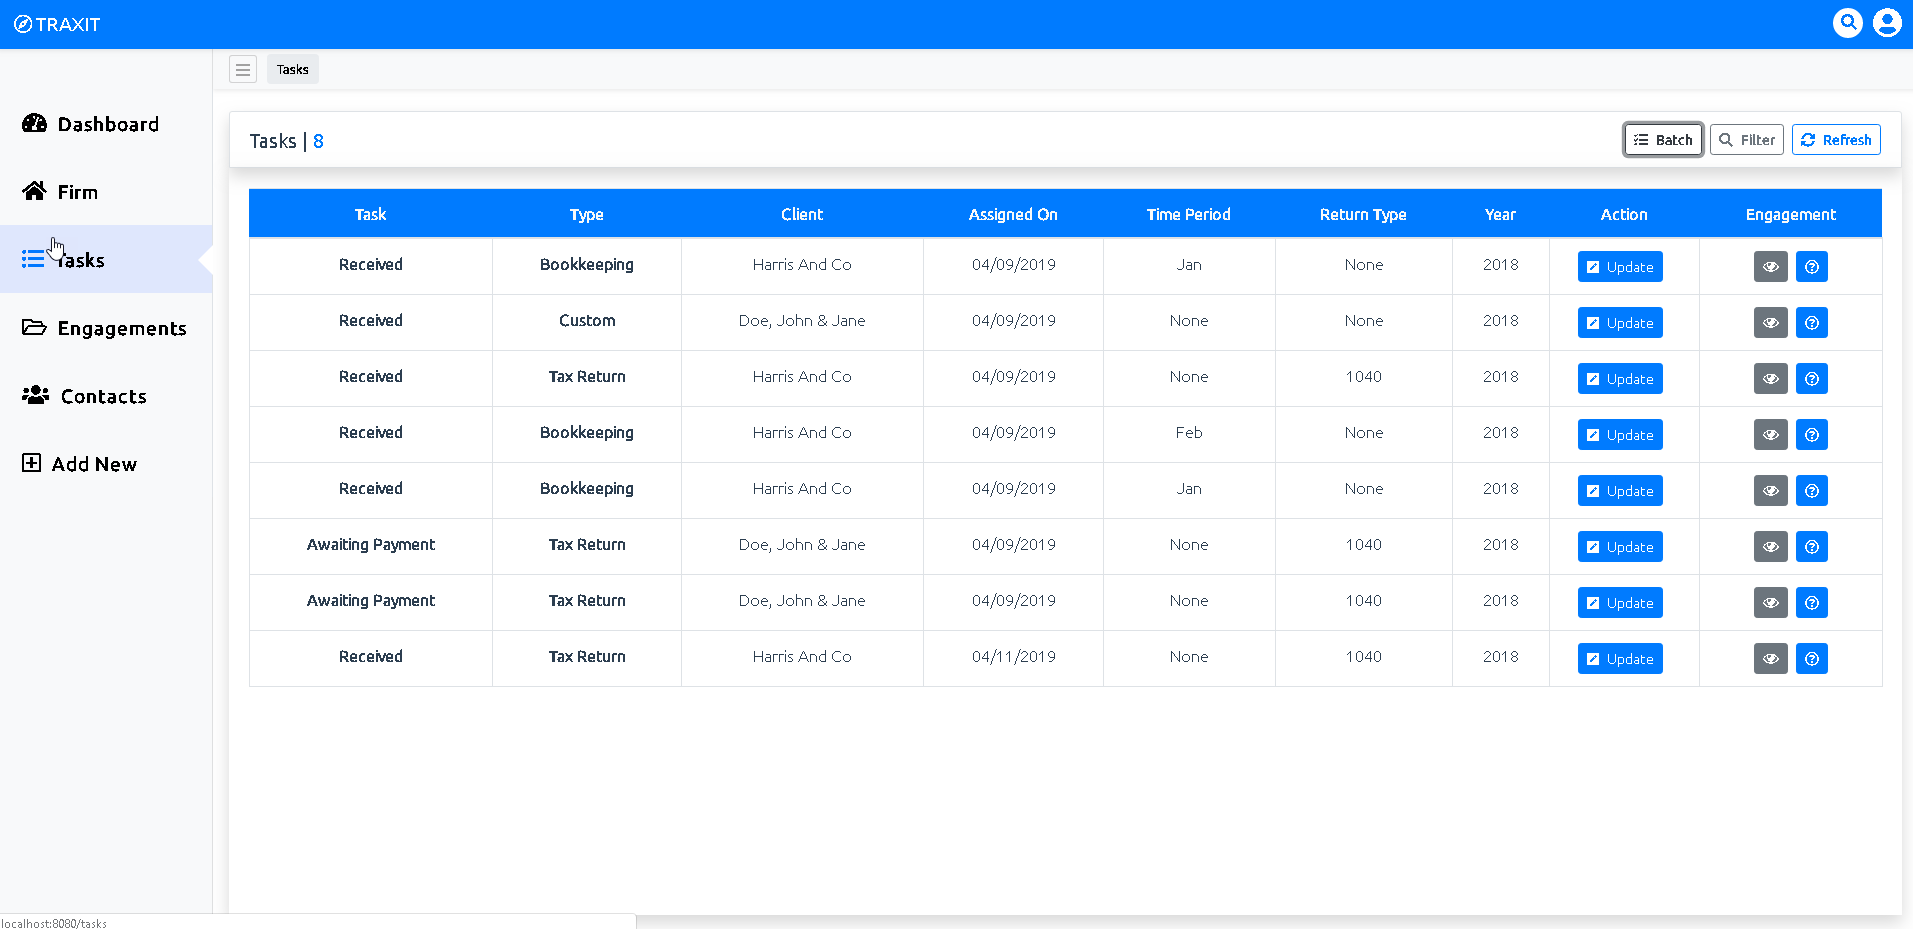 TRAXIT
Tasks
Dashboard
Firm
Tasks
Engagements
Contacts
Add New
Tasks | 8
Batch Filter Refresh
Task Type Client Assigned On Time Period Return Type Year Action Engagement
Received Bookkeeping Harris And Co 04/09/2019 Jan None 2018 Update
Received Custom Doe, John & Jane 04/09/2019 None None 2018 Update
Received Tax Return Harris And Co 04/09/2019 None 1040 2018 Update
Received Bookkeeping Harris And Co 04/09/2019 Feb None 2018 Update
Received Bookkeeping Harris And Co 04/09/2019 Jan None 2018 Update
Awaiting Payment Tax Return Doe, John & Jane 04/09/2019 None 1040 2018 Update
Awaiting Payment Tax Return Doe, John & Jane 04/09/2019 None 1040 2018 Update
Received Tax Return Harris And Co 04/11/2019 None 1040 2018 Update
localhost:8080/tasks